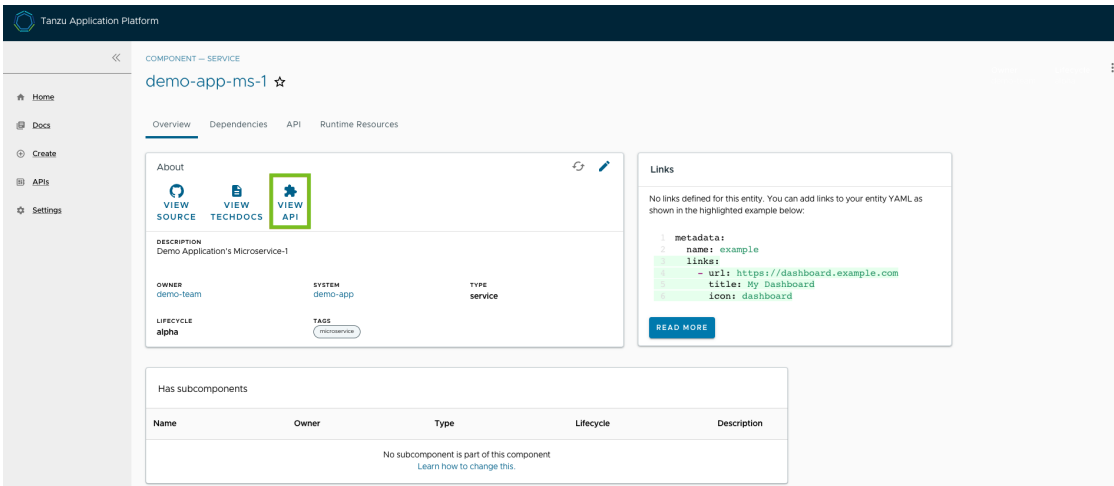 Tanzu Application Platform
Home
Docs
Create
APIs
Settings
COMPONENT — SERVICE
demo-app-ms-1
Overview Dependencies API Runtime Resources
About
VIEW SOURCE
VIEW TECHDOCS
VIEW API
DESCRIPTION
Demo Application's Microservice-1
OWNER SYSTEM TYPE
demo-team demo-app service
LIFECYCLE TAGS
alpha microservice
Links
No links defined for this entity. You can add links to your entity YAML as
shown in the highlighted example below:
1 metadata:
2 name: example
3 links:
4 - url: https://dashboard.example.com
5 title: My Dashboard
6 icon: dashboard
READ MORE
Has subcomponents
Name Owner Type Lifecycle Description
No subcomponent is part of this component
Learn how to change this.